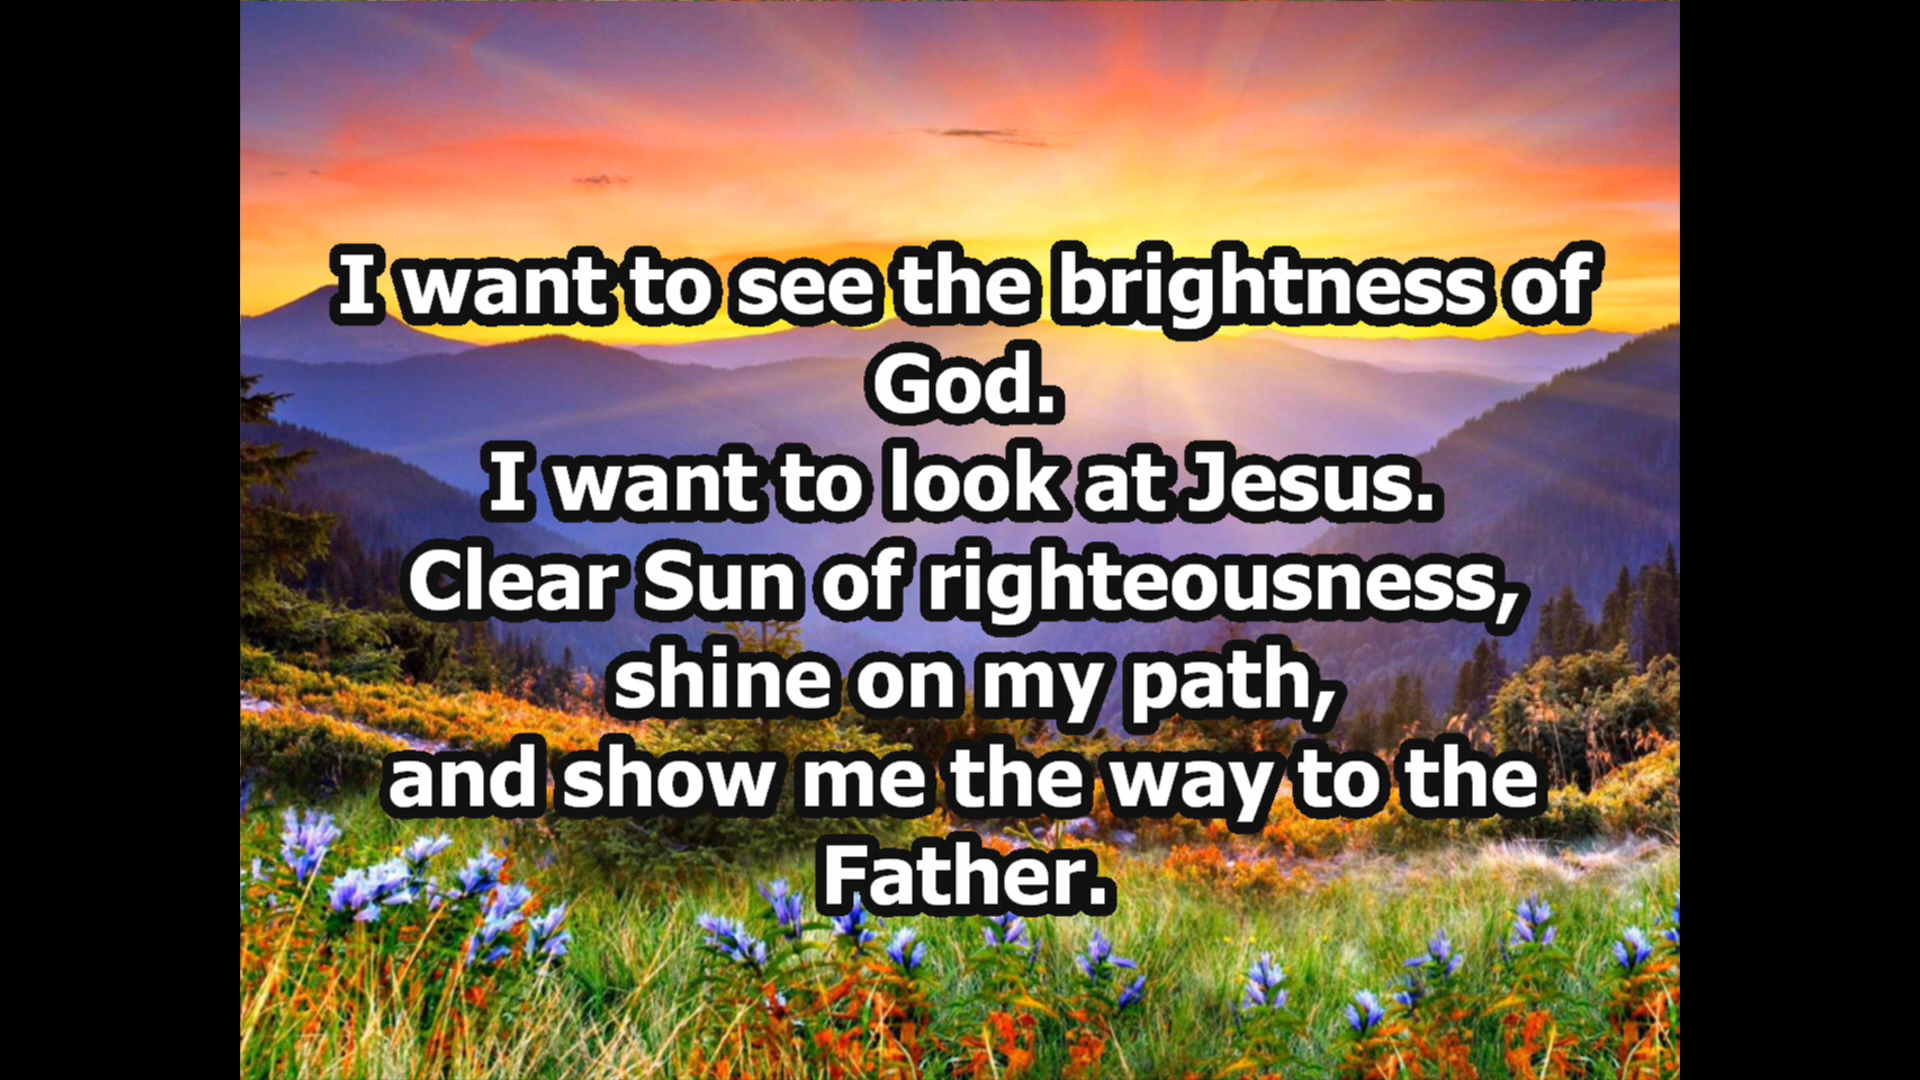 I want to see the brightness of
God.
I want to look at Jesus.
Clear Sun of righteousness,
shine on my path,
and show me the way to the
Father.